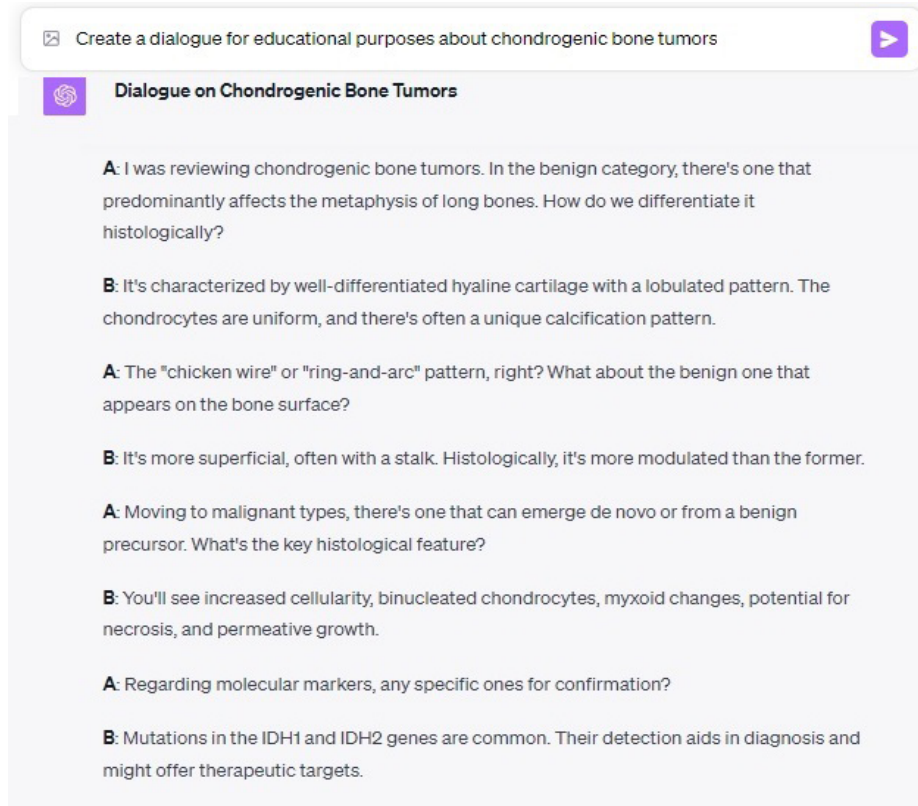 Create a dialogue for educational purposes about chondrogenic bone tumors
Dialogue on Chondrogenic Bone Tumors
A: I was reviewing chondrogenic bone tumors. In the benign category, there's one that
predominantly affects the metaphysis of long bones. How do we differentiate it
histologically?
B: It's characterized by well-differentiated hyaline cartilage with a lobulated pattern. The
chondrocytes are uniform, and there's often a unique calcification pattern.
A: The "chicken wire" or "ring-and-arc" pattern, right? What about the benign one that
appears on the bone surface?
B: It's more superficial, often with a stalk. Histologically, it's more modulated than the former.
A: Moving to malignant types, there's one that can emerge de novo or from a benign
precursor. What's the key histological feature?
B: You'll see increased cellularity, binucleated chondrocytes, myxoid changes, potential for
necrosis, and permeative growth.
A: Regarding molecular markers, any specific ones for confirmation?
B: Mutations in the IDH1 and IDH2 genes are common. Their detection aids in diagnosis and
might offer therapeutic targets.